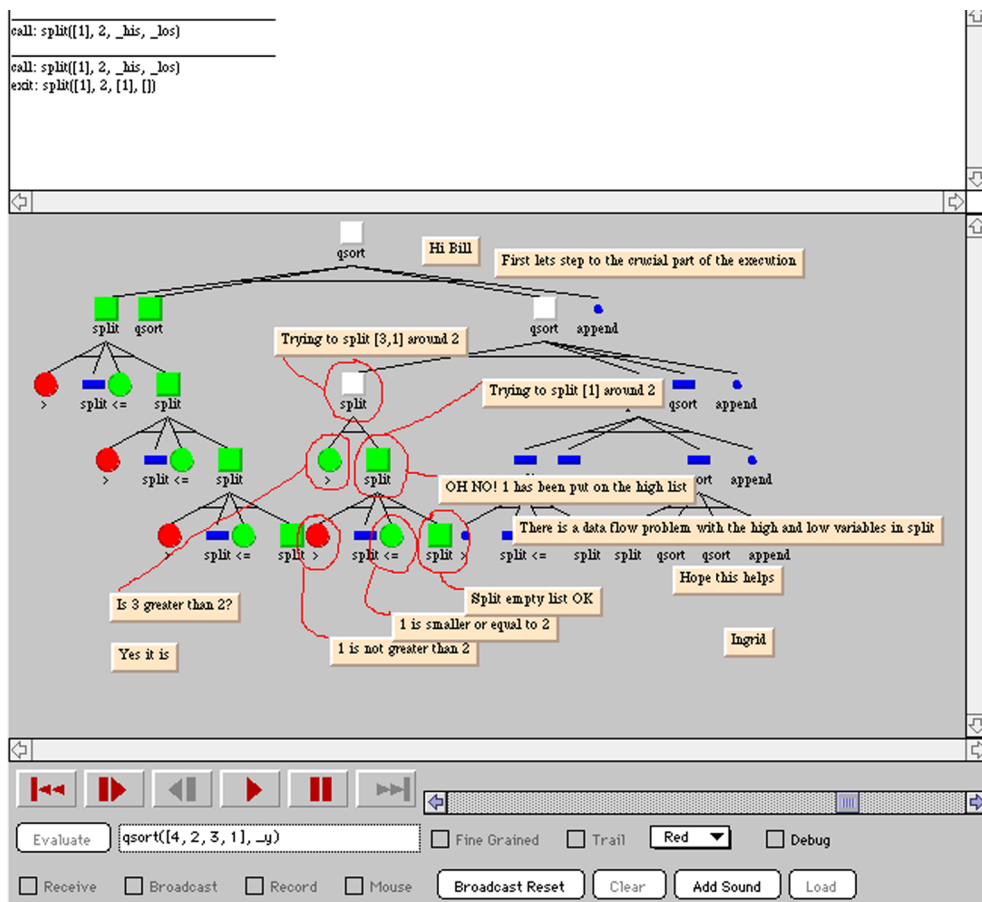 call: split([1], 2, _his, _los)
call: split([1], 2, _his, _los)
exit: split([1], 2, [1], [])
qsort
Hi Bill
First lets step to the crucial part of the execution
split qsort
qsort append
Trying to split [3,1] around 2
> split <= split
split
Trying to split [1] around 2
qsort append
> split <= split
> split
OH NO! 1 has been put on the high list
ort append
There is a data flow problem with the high and low variables in split
> split <= split > split <= split > split <= split split qsort qsort append
Hope this helps
Is 3 greater than 2?
Split empty list OK
1 is smaller or equal to 2
Ingrid
Yes it is
1 is not greater than 2
Evaluate qsort([4, 2, 3, 1], _y) Fine Grained Trail Red Debug
Receive Broadcast Record Mouse Broadcast Reset Clear Add Sound Load